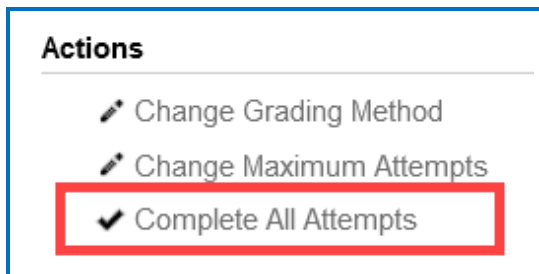 Actions
Change Grading Method
Change Maximum Attempts
Complete All Attempts